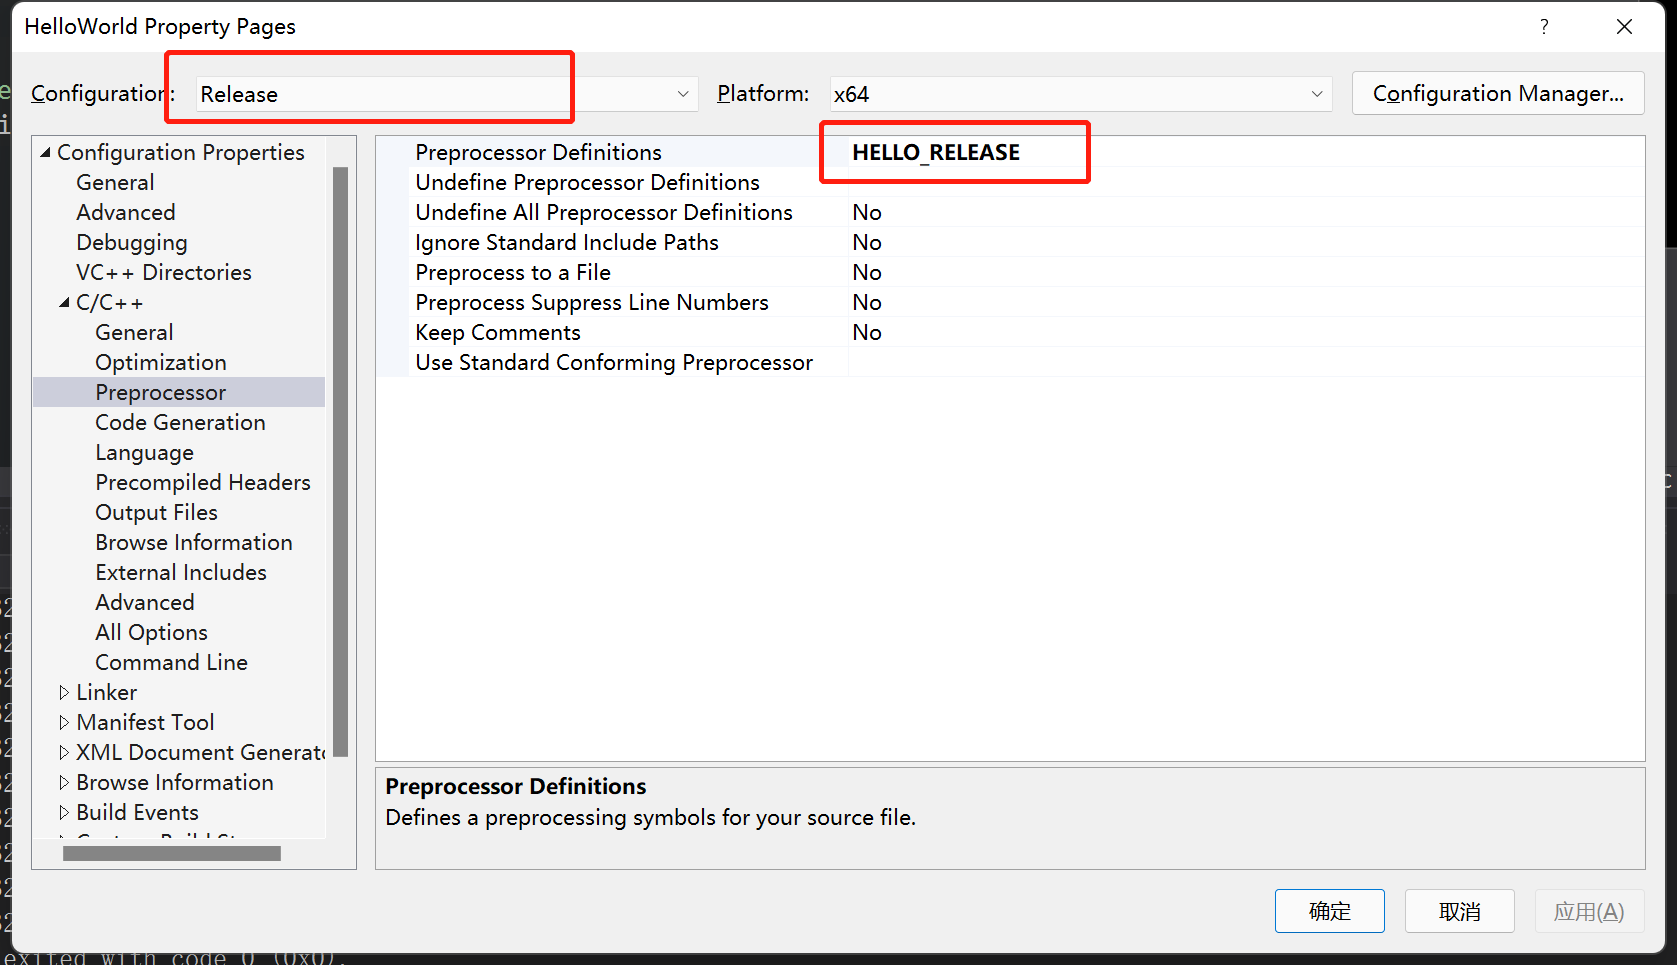 HelloWorld Property Pages
?
Configuration: Release Platform: x64 Configuration Manager...
Configuration Properties
General
Advanced
Debugging
VC++ Directories
C/C++
General
Optimization
Preprocessor
Code Generation
Language
Precompiled Headers
Output Files
Browse Information
External Includes
Advanced
All Options
Command Line
Linker
Manifest Tool
XML Document Generat
Browse Information
Build Events
Preprocessor Definitions HELLO_RELEASE
Undefine Preprocessor Definitions
Undefine All Preprocessor Definitions No
Ignore Standard Include Paths No
Preprocess to a File No
Preprocess Suppress Line Numbers No
Keep Comments No
Use Standard Conforming Preprocessor
Preprocessor Definitions
Defines a preprocessing symbols for your source file.
确定 取消 应用(A)
exited with code 0 (0x0).